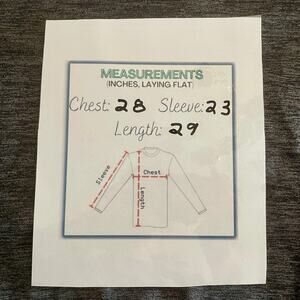 MEASUREMENTS
(INCHES, LAYING FLAT)
Chest: 28 Sleeve: 23
Length: 29
Sleeve
Chest
Length